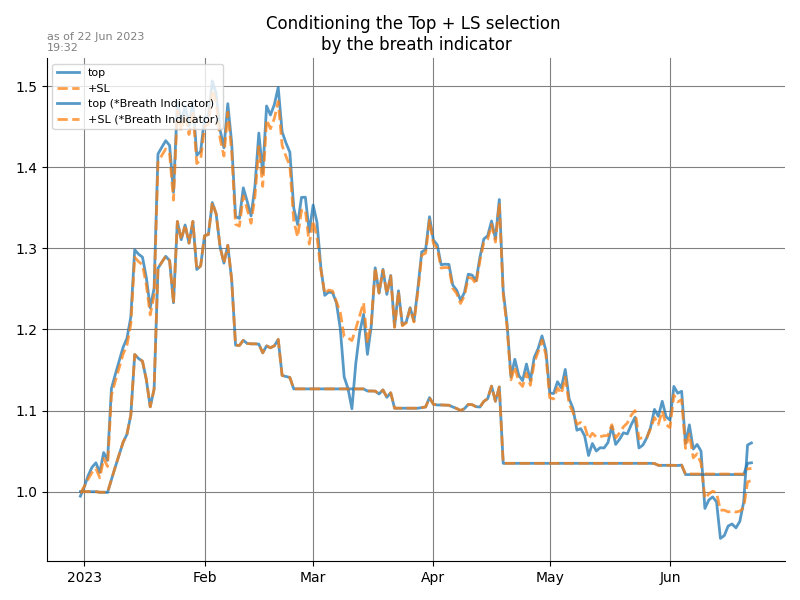 Conditioning the Top + LS selection
by the breath indicator
as of 22 Jun 2023
19:32
top
+SL
top (*Breath Indicator)
+SL (*Breath Indicator)
1.5
1.4
1.3
1.2
1.1
1.0
2023 Feb Mar Apr May Jun